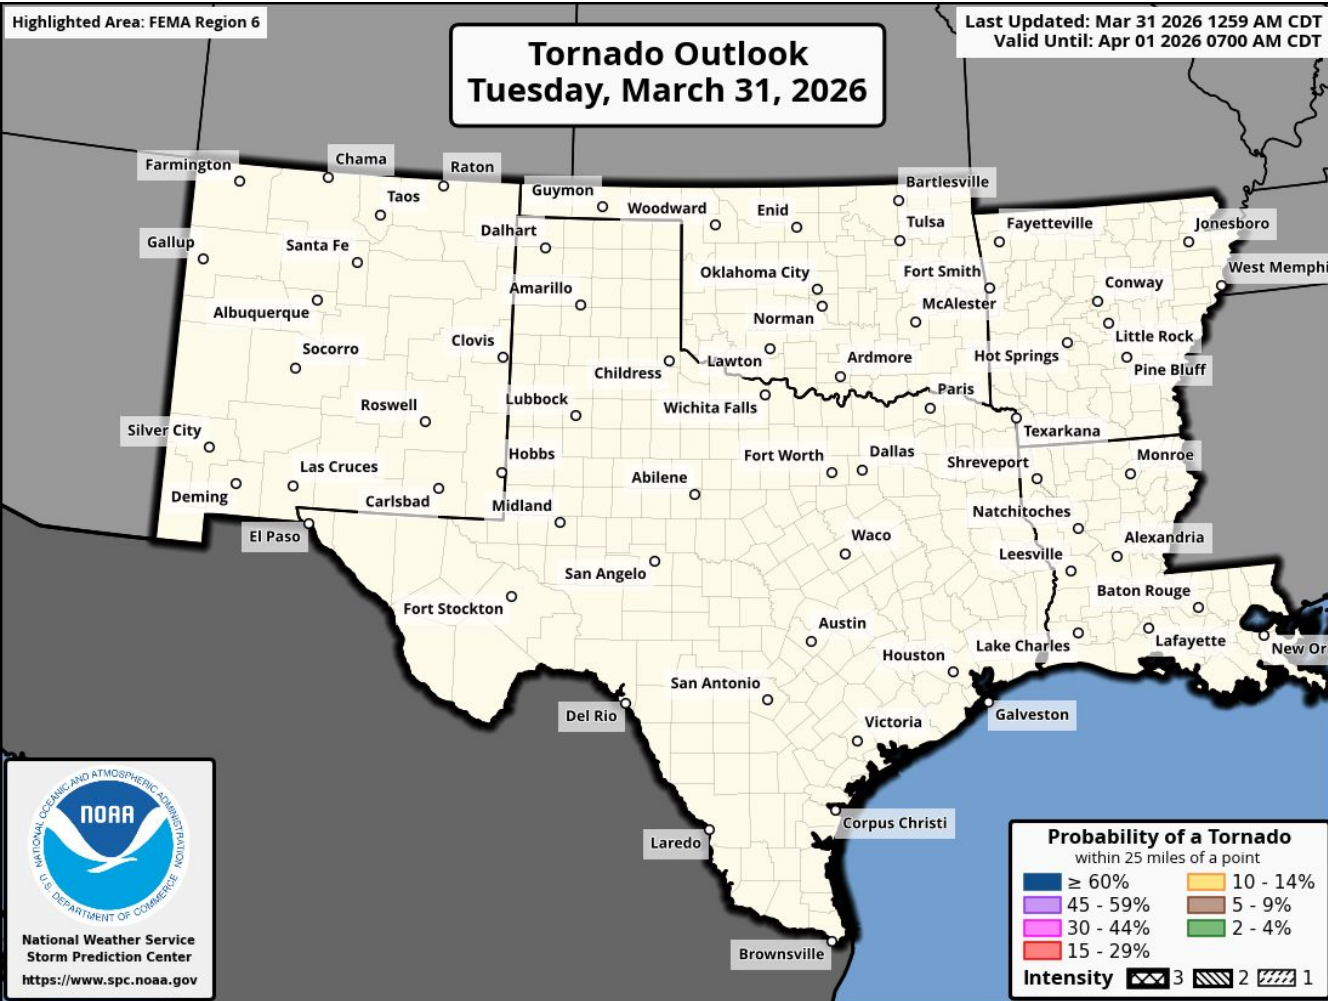 Highlighted Area: FEMA Region 6
Last Updated: Mar 31 2026 1259 AM CDT
Valid Until: Apr 01 2026 0700 AM CDT
Tornado Outlook
Tuesday, March 31, 2026
Farmington
Chama
Raton
Taos
Guymon
Woodward
Enid
Bartlesville
Tulsa
Fayetteville
Jonesboro
Gallup
Santa Fe
Dalhart
Oklahoma City
Fort Smith
West Memphi
Amarillo
Conway
Albuquerque
Norman
McAlester
Little Rock
Socorro
Clovis
Childress
Lawton
Ardmore
Hot Springs
Pine Bluff
Roswell
Lubbock
Wichita Falls
Paris
Texarkana
Silver City
Las Cruces
Hobbs
Abilene
Fort Worth
Dallas
Shreveport
Monroe
Deming
Carlsbad
Midland
Natchitoches
El Paso
Waco
Alexandria
San Angelo
Leesville
Fort Stockton
Baton Rouge
Austin
Houston
Lake Charles
Lafayette
New Or
San Antonio
Del Rio
Victoria
Galveston
Corpus Christi
Laredo
Brownsville
NATIONAL OCEANIC AND ATMOSPHERIC ADMINISTRATION
NOAA
U.S. DEPARTMENT OF COMMERCE
National Weather Service
Storm Prediction Center
https://www.spc.noaa.gov
Probability of a Tornado
within 25 miles of a point
≥ 60%
10 - 14%
45 - 59%
5 - 9%
30 - 44%
2 - 4%
15 - 29%
Intensity 3 2 1